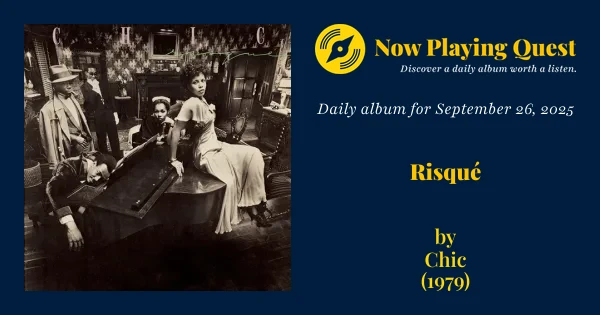 C H I C
Now Playing Quest
Discover a daily album worth a listen.
Daily album for September 26, 2025
Risqué
by
Chic
(1979)